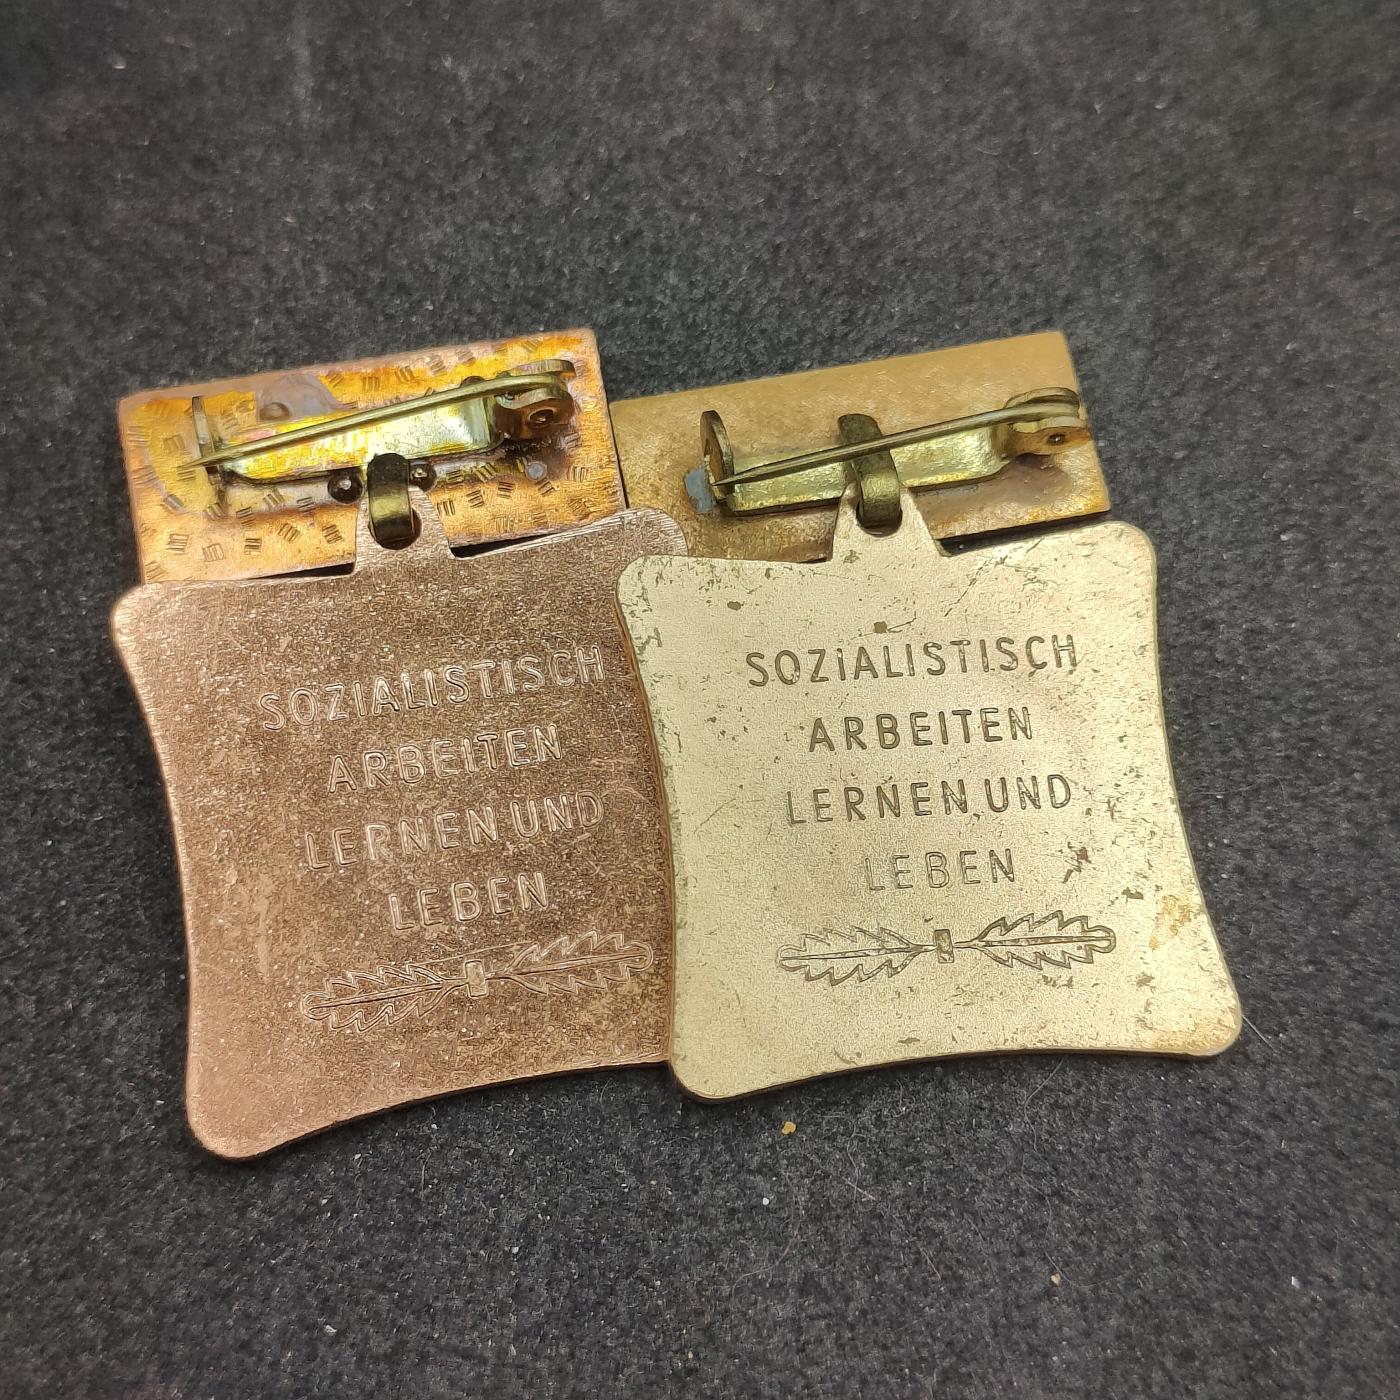 SOZIALISTISCH
ARBEITEN
LERNEN UND
LEBEN
SOZiALISTISCH
ARBEITEN
LERNEN UND
LEBEN